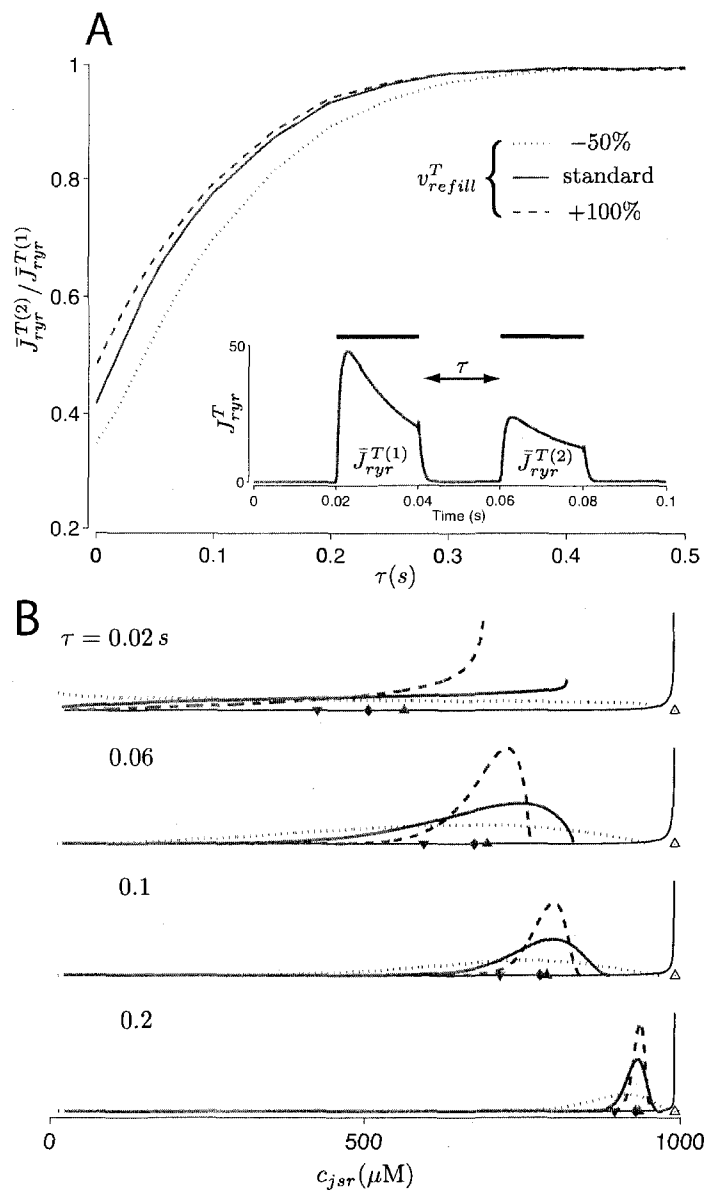 A
1
0.8
0.6
0.4
0.2
J̄ryr^T(2) / J̄ryr^T(1)
v^T_refill { −50%
standard
+100%
50
0
J^T_ryr
τ
J̄ryr^T(1)
J̄ryr^T(2)
0
0.02
0.04
0.06
0.08
0.1
Time (s)
0
0.1
0.2
0.3
0.4
0.5
τ(s)
B
τ = 0.02 s
0.06
0.1
0.2
0
500
1000
c_jsr(μM)